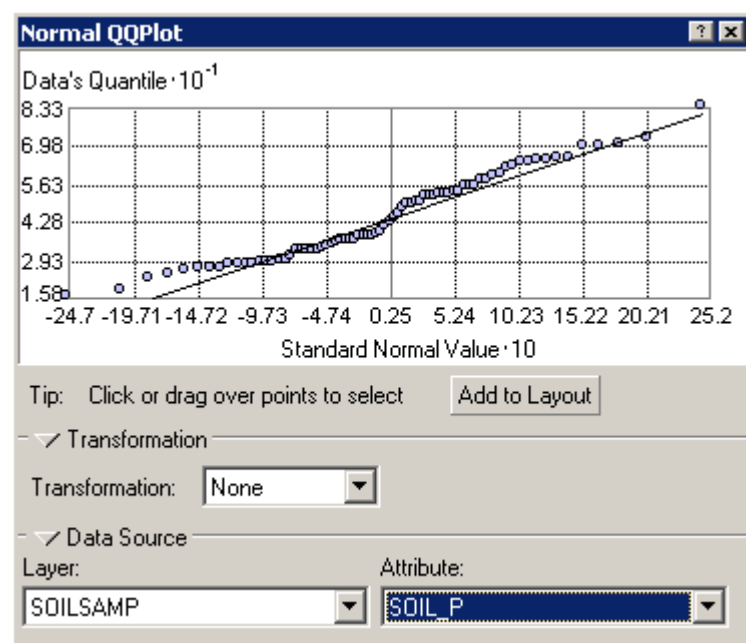 Normal QQPlot
? ×
Data's Quantile·10⁻¹
8.33
6.98
5.63
4.28
2.93
1.58
-24.7 -19.71 -14.72 -9.73 -4.74 0.25 5.24 10.23 15.22 20.21 25.2
Standard Normal Value·10
Tip: Click or drag over points to select Add to Layout
Transformation
Transformation: None
Data Source
Layer: Attribute:
SOILSAMP SOIL_P